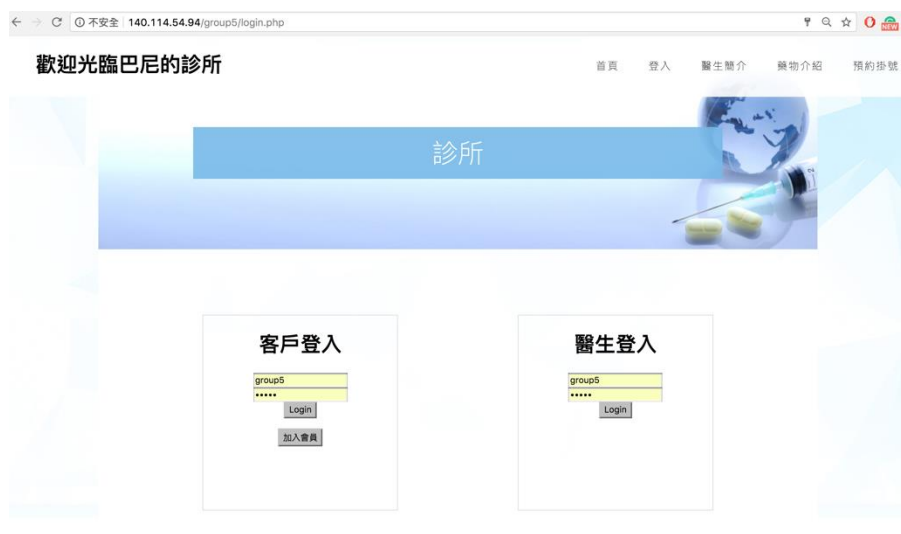 不安全 140.114.54.94/group5/login.php
NEW
歡迎光臨巴尼的診所
首頁 登入 醫生簡介 藥物介紹 預約掛號
診所
客戶登入
group5
•••••
Login
加入會員
醫生登入
group5
•••••
Login